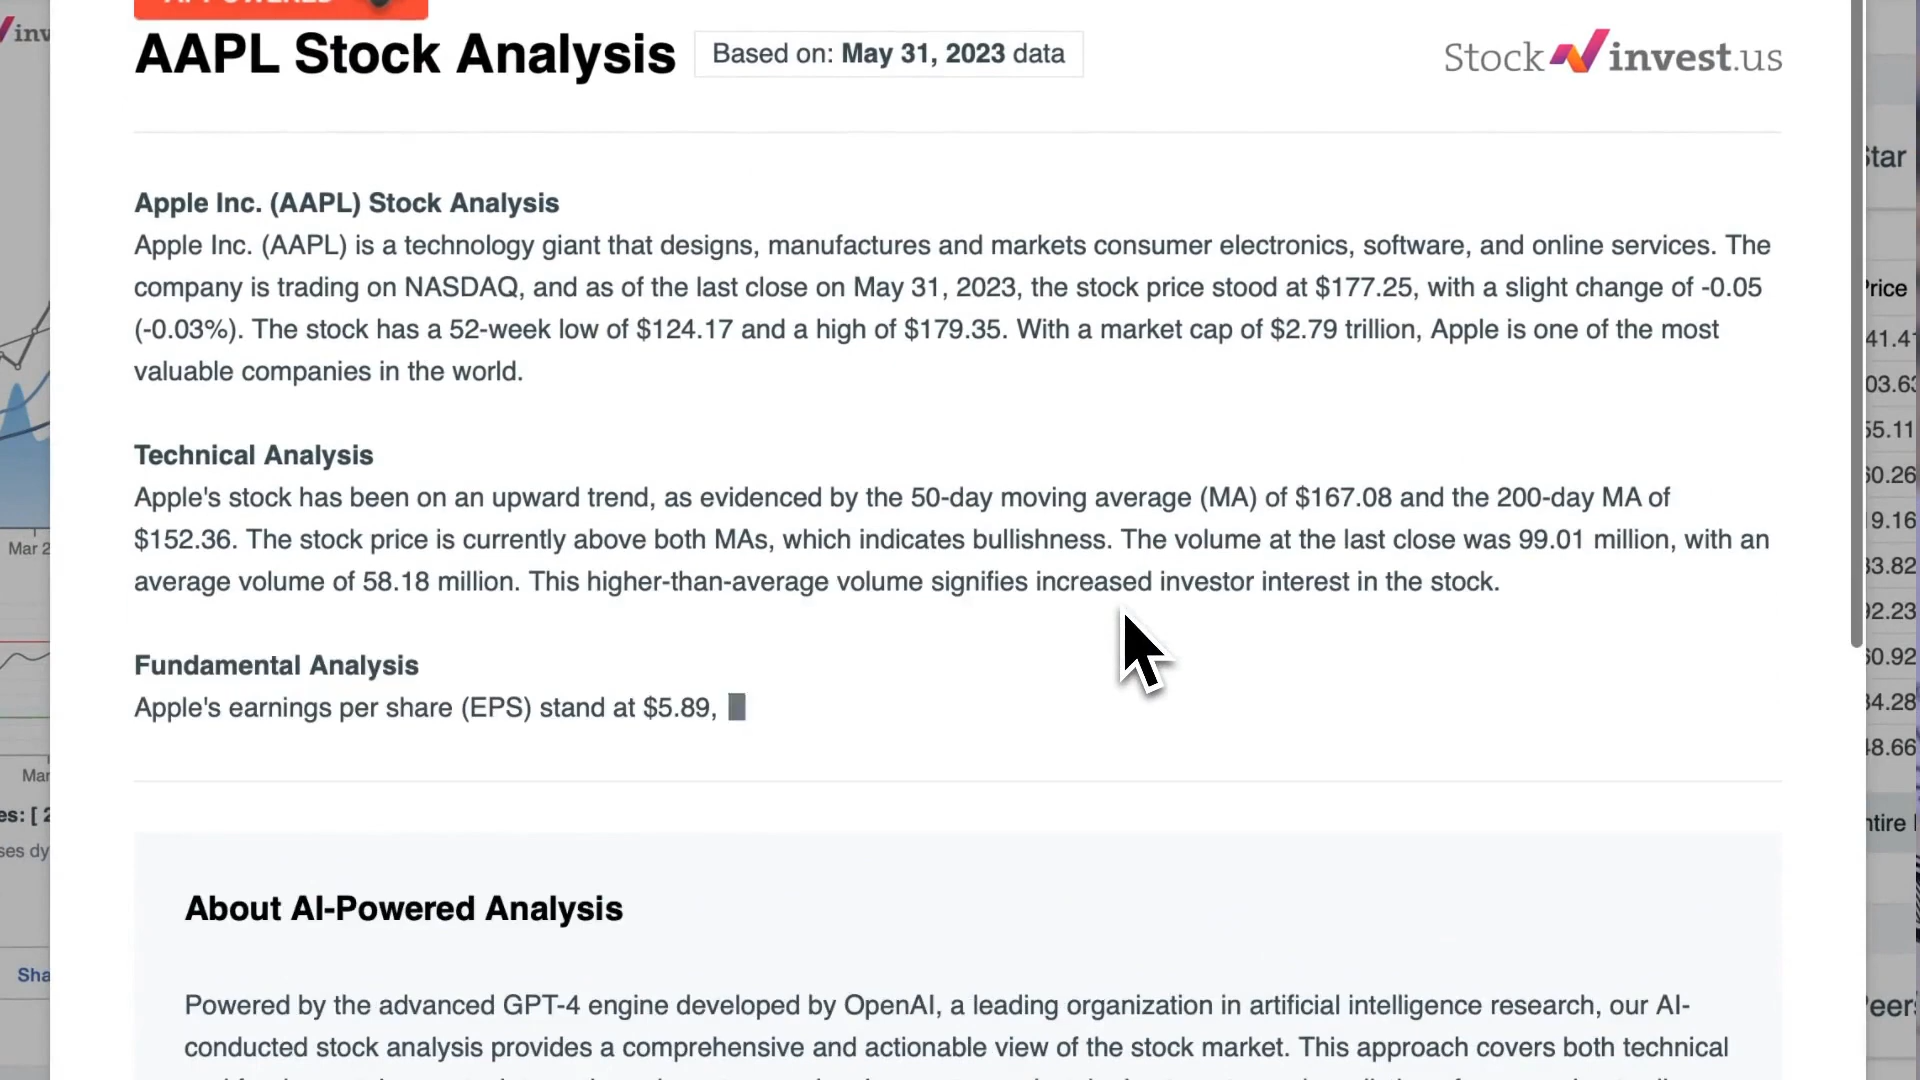 AAPL Stock Analysis
Based on: May 31, 2023 data
Stock invest.us
Apple Inc. (AAPL) Stock Analysis
Apple Inc. (AAPL) is a technology giant that designs, manufactures and markets consumer electronics, software, and online services. The
company is trading on NASDAQ, and as of the last close on May 31, 2023, the stock price stood at $177.25, with a slight change of -0.05
(-0.03%). The stock has a 52-week low of $124.17 and a high of $179.35. With a market cap of $2.79 trillion, Apple is one of the most
valuable companies in the world.
Technical Analysis
Apple's stock has been on an upward trend, as evidenced by the 50-day moving average (MA) of $167.08 and the 200-day MA of
$152.36. The stock price is currently above both MAs, which indicates bullishness. The volume at the last close was 99.01 million, with an
average volume of 58.18 million. This higher-than-average volume signifies increased investor interest in the stock.
Fundamental Analysis
Apple's earnings per share (EPS) stand at $5.89,
About AI-Powered Analysis
Powered by the advanced GPT-4 engine developed by OpenAI, a leading organization in artificial intelligence research, our AI-
conducted stock analysis provides a comprehensive and actionable view of the stock market. This approach covers both technical